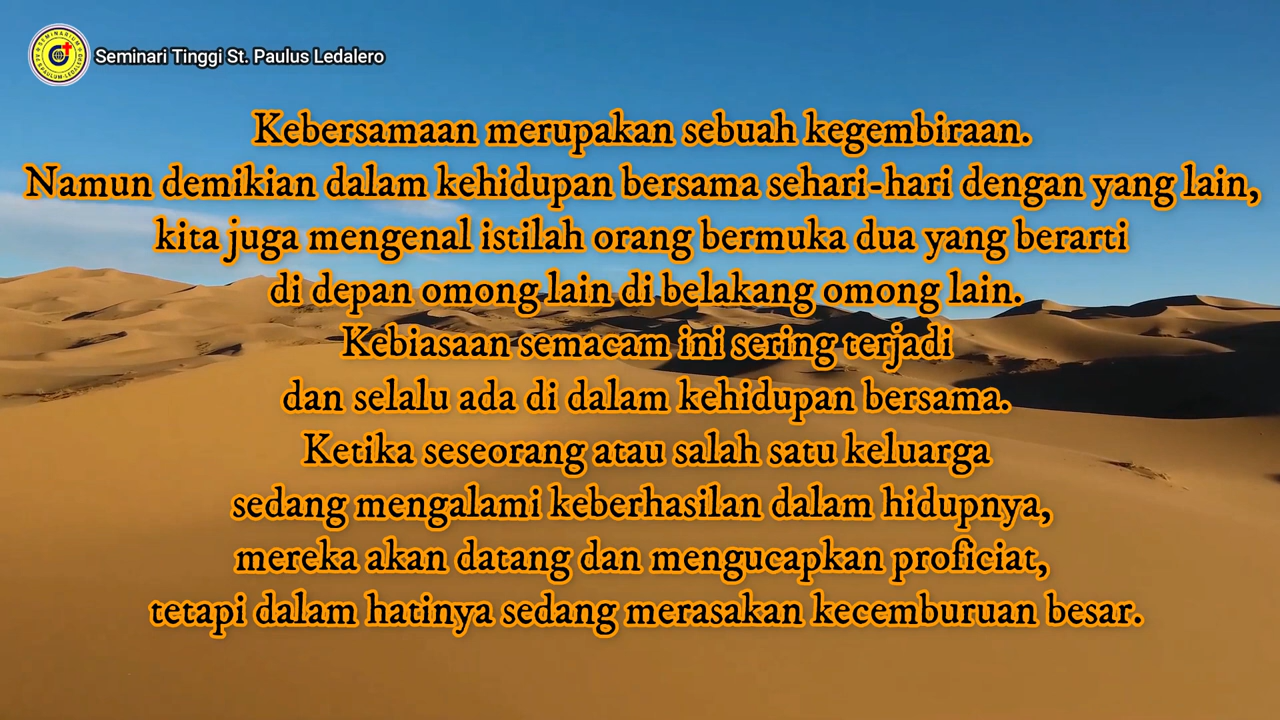 Seminari Tinggi St. Paulus Ledalero
Kebersamaan merupakan sebuah kegembiraan.
Namun demikian dalam kehidupan bersama sehari-hari dengan yang lain,
kita juga mengenal istilah orang bermuka dua yang berarti
di depan omong lain di belakang omong lain.
Kebiasaan semacam ini sering terjadi
dan selalu ada di dalam kehidupan bersama.
Ketika seseorang atau salah satu keluarga
sedang mengalami keberhasilan dalam hidupnya,
mereka akan datang dan mengucapkan proficiat,
tetapi dalam hatinya sedang merasakan kecemburuan besar.